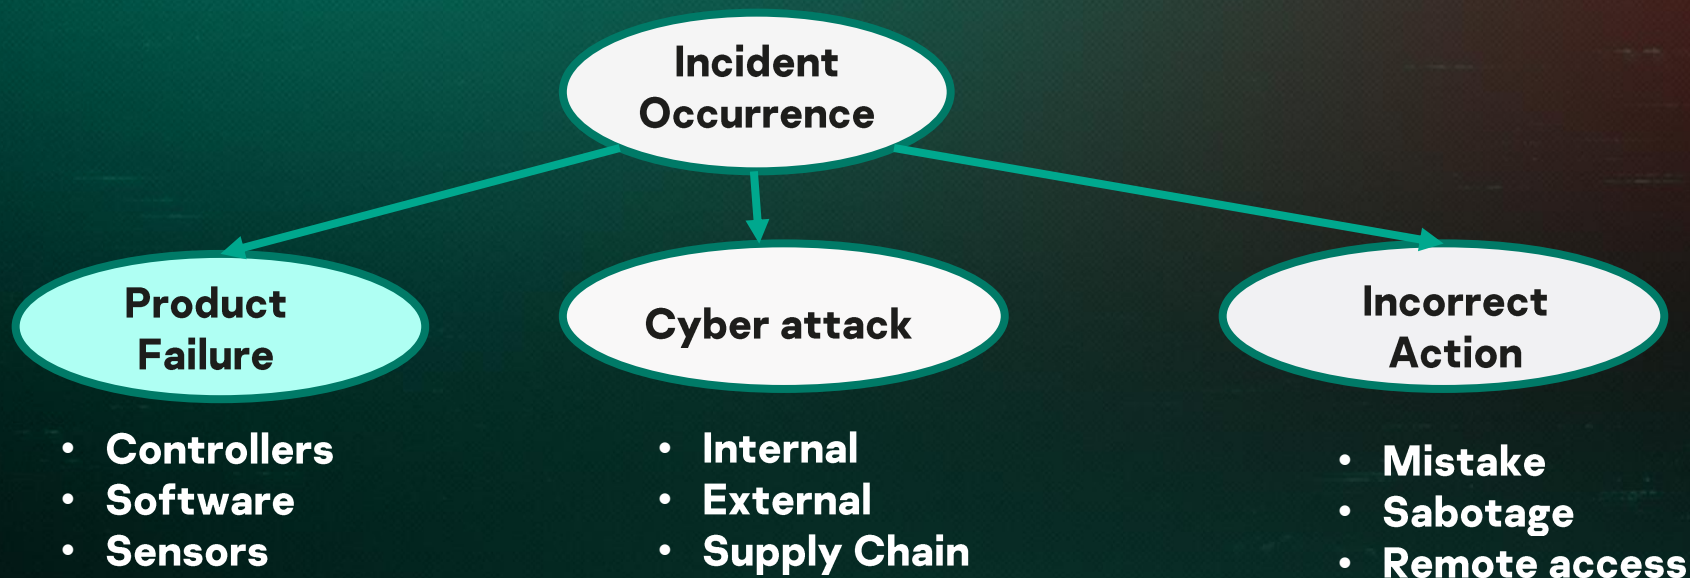 Incident
Occurrence
Product
Failure
Cyber attack
Incorrect
Action
• Controllers
• Software
• Sensors
• Internal
• External
• Supply Chain
• Mistake
• Sabotage
• Remote access